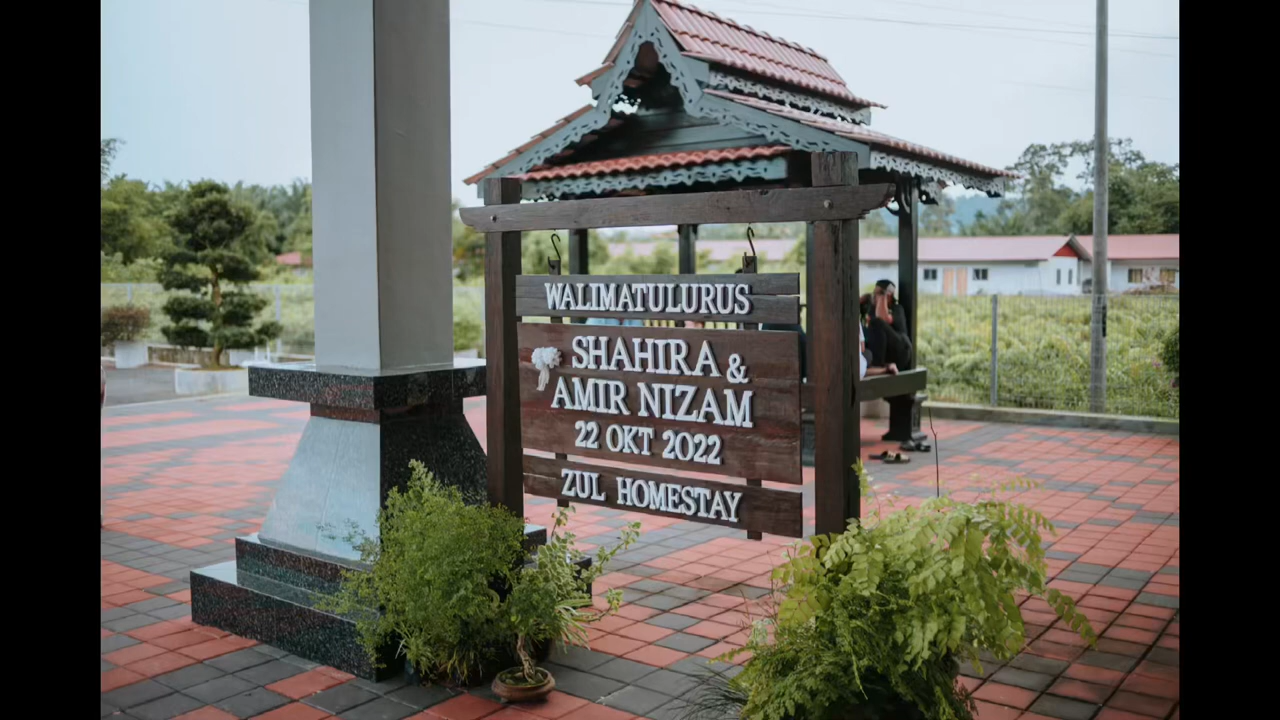 WALIMATULURUS
SHAHIRA &
AMIR NIZAM
22 OKT 2022
ZUL HOMESTAY